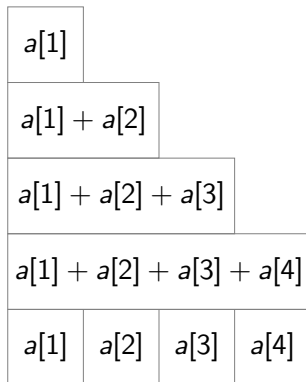 a[1]
a[1] + a[2]
a[1] + a[2] + a[3]
a[1] + a[2] + a[3] + a[4]
a[1] a[2] a[3] a[4]